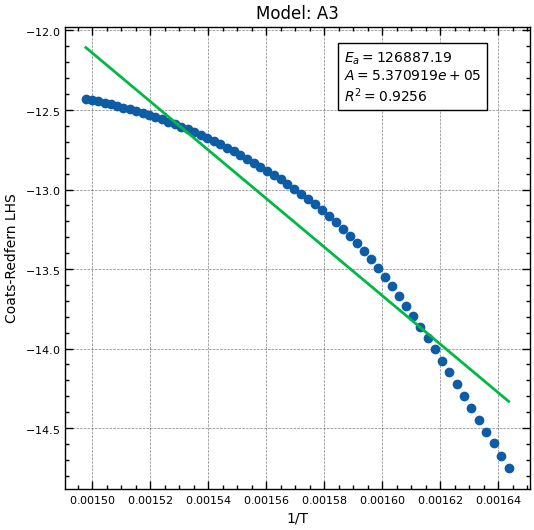 Model: A3
−12.0
−12.5
−13.0
−13.5
−14.0
−14.5
Coats-Redfern LHS
E_a = 126887.19
A = 5.370919e + 05
R² = 0.9256
0.00150 0.00152 0.00154 0.00156 0.00158 0.00160 0.00162 0.00164
1/T